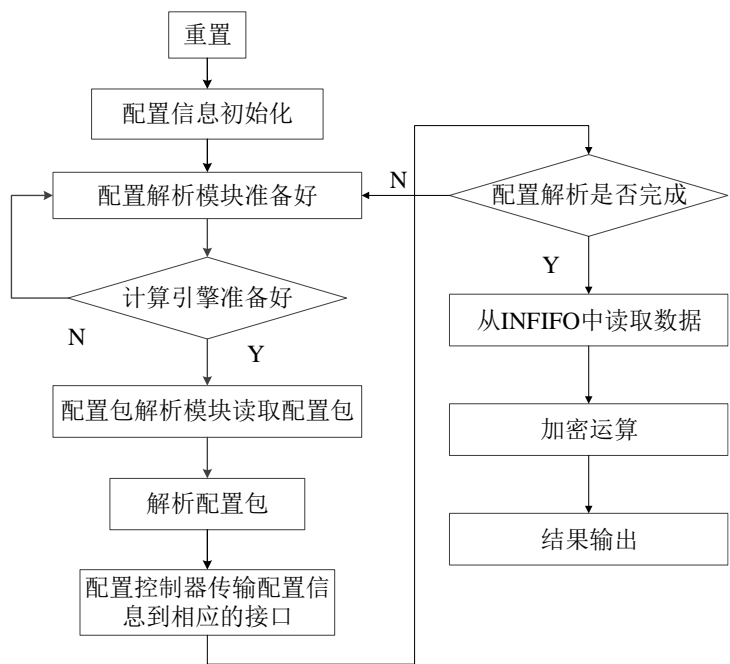 重置
配置信息初始化
配置解析模块准备好
计算引擎准备好
N
Y
配置包解析模块读取配置包
解析配置包
配置控制器传输配置信
息到相应的接口
配置解析是否完成
N
Y
从INFIFO中读取数据
加密运算
结果输出